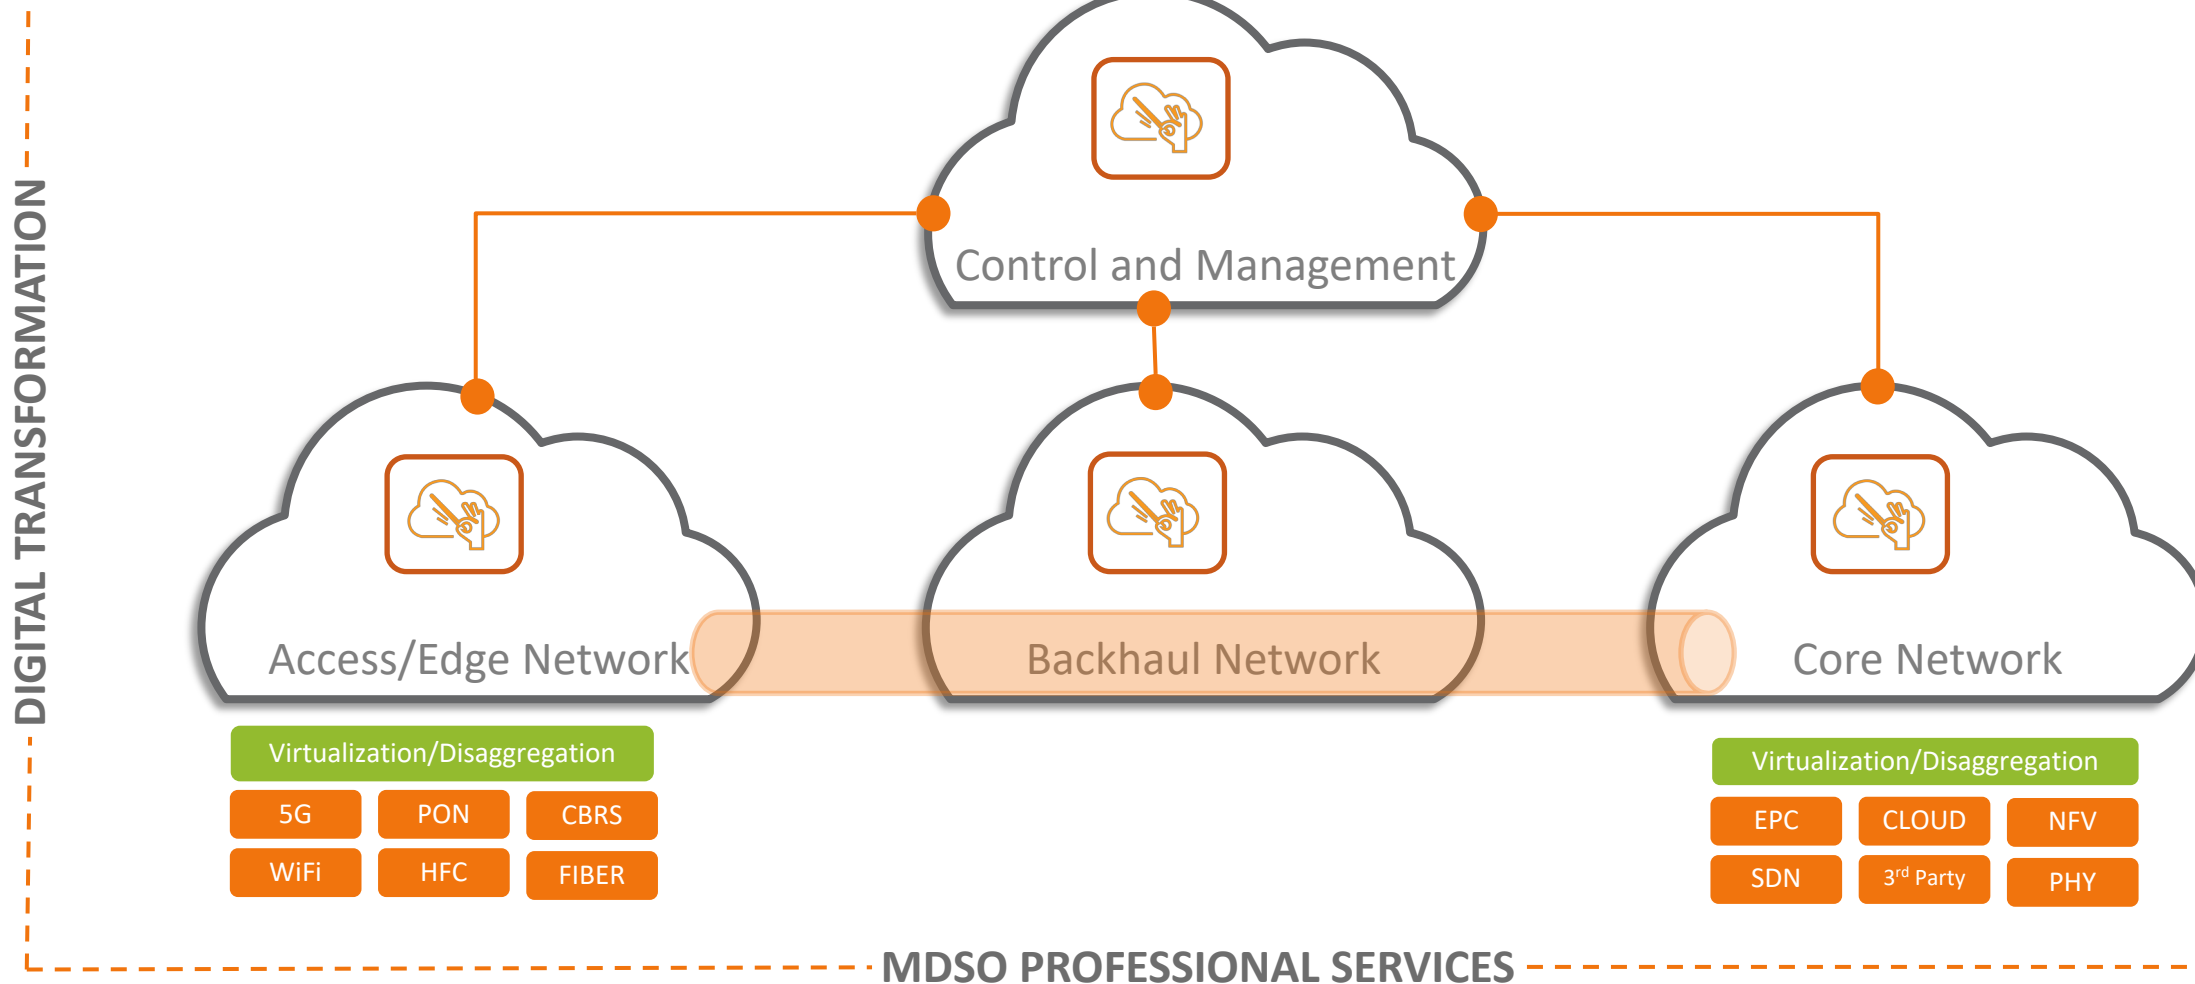 DIGITAL TRANSFORMATION
Control and Management
Access/Edge Network
Backhaul Network
Core Network
Virtualization/Disaggregation
5G
PON
CBRS
WiFi
HFC
FIBER
Virtualization/Disaggregation
EPC
CLOUD
NFV
SDN
3rd Party
PHY
MDSO PROFESSIONAL SERVICES